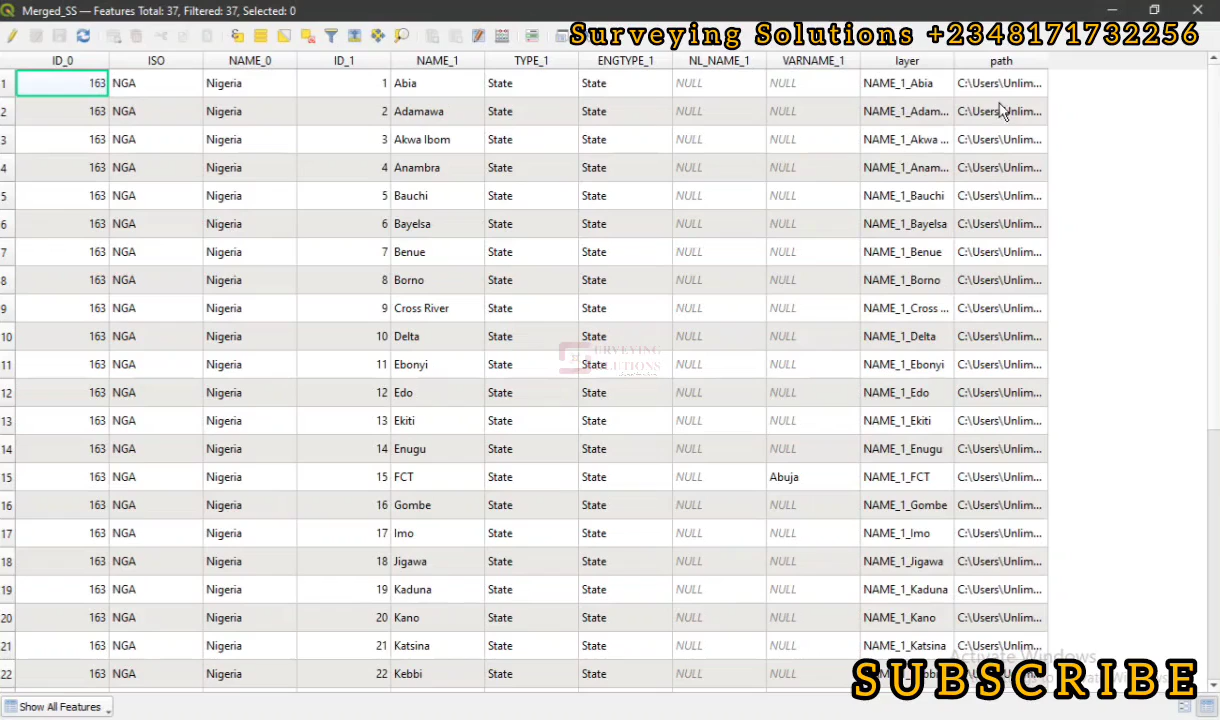 Merged_SS — Features Total: 37, Filtered: 37, Selected: 0
Surveying Solutions +2348171732256
ID_0 ISO NAME_0 ID_1 NAME_1 TYPE_1 ENGTYPE_1 NL_NAME_1 VARNAME_1 layer path
1 163 NGA Nigeria 1 Abia State State NULL NULL NAME_1_Abia C:\Users\Unlim...
2 163 NGA Nigeria 2 Adamawa State State NULL NULL NAME_1_Adam... C:\Users\Unlim...
3 163 NGA Nigeria 3 Akwa Ibom State State NULL NULL NAME_1_Akwa ... C:\Users\Unlim...
4 163 NGA Nigeria 4 Anambra State State NULL NULL NAME_1_Anam... C:\Users\Unlim...
5 163 NGA Nigeria 5 Bauchi State State NULL NULL NAME_1_Bauchi C:\Users\Unlim...
6 163 NGA Nigeria 6 Bayelsa State State NULL NULL NAME_1_Bayelsa C:\Users\Unlim...
7 163 NGA Nigeria 7 Benue State State NULL NULL NAME_1_Benue C:\Users\Unlim...
8 163 NGA Nigeria 8 Borno State State NULL NULL NAME_1_Borno C:\Users\Unlim...
9 163 NGA Nigeria 9 Cross River State State NULL NULL NAME_1_Cross ... C:\Users\Unlim...
10 163 NGA Nigeria 10 Delta State State NULL NULL NAME_1_Delta C:\Users\Unlim...
SURVEYING
11 163 NGA Nigeria 11 Ebonyi State State NULL NULL NAME_1_Ebonyi C:\Users\Unlim...
SOLUTIONS
12 163 NGA Nigeria 12 Edo State State NULL NULL NAME_1_Edo C:\Users\Unlim...
13 163 NGA Nigeria 13 Ekiti State State NULL NULL NAME_1_Ekiti C:\Users\Unlim...
14 163 NGA Nigeria 14 Enugu State State NULL NULL NAME_1_Enugu C:\Users\Unlim...
15 163 NGA Nigeria 15 FCT State State NULL Abuja NAME_1_FCT C:\Users\Unlim...
16 163 NGA Nigeria 16 Gombe State State NULL NULL NAME_1_Gombe C:\Users\Unlim...
17 163 NGA Nigeria 17 Imo State State NULL NULL NAME_1_Imo C:\Users\Unlim...
18 163 NGA Nigeria 18 Jigawa State State NULL NULL NAME_1_Jigawa C:\Users\Unlim...
19 163 NGA Nigeria 19 Kaduna State State NULL NULL NAME_1_Kaduna C:\Users\Unlim...
20 163 NGA Nigeria 20 Kano State State NULL NULL NAME_1_Kano C:\Users\Unlim...
21 163 NGA Nigeria 21 Katsina State State NULL NULL NAME_1_Katsina C:\Users\Unlim...
Activate Windows
22 163 NGA Nigeria 22 Kebbi State State NULL NULL
SUBSCRIBE
Show All Features